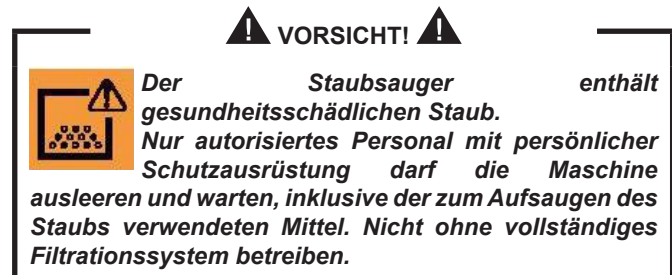 VORSICHT!
Der Staubsauger enthält
gesundheitsschädlichen Staub.
Nur autorisiertes Personal mit persönlicher
Schutzausrüstung darf die Maschine
ausleeren und warten, inklusive der zum Aufsaugen des
Staubs verwendeten Mittel. Nicht ohne vollständiges
Filtrationssystem betreiben.